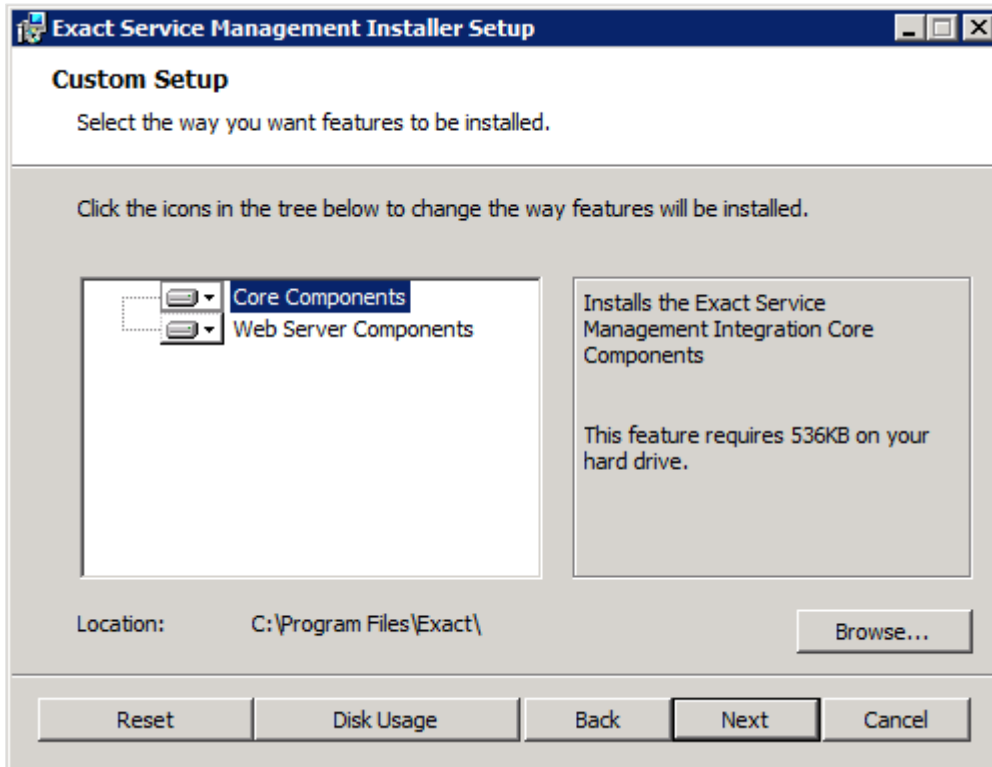 Exact Service Management Installer Setup
Custom Setup
Select the way you want features to be installed.
Click the icons in the tree below to change the way features will be installed.
Core Components
Web Server Components
Installs the Exact Service
Management Integration Core
Components
This feature requires 536KB on your
hard drive.
Location: C:\Program Files\Exact\
Browse...
Reset Disk Usage Back Next Cancel